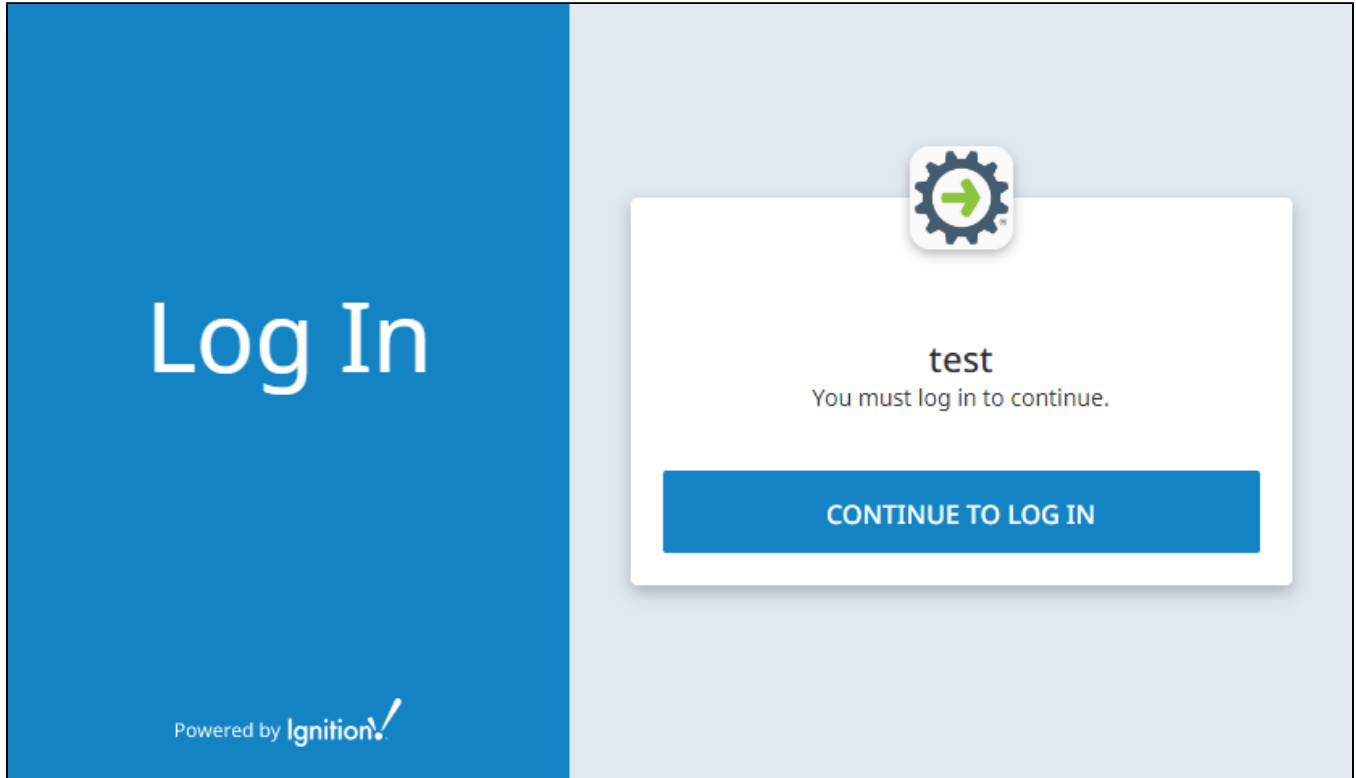 Log In
Powered by Ignition!
test
You must log in to continue.
CONTINUE TO LOG IN